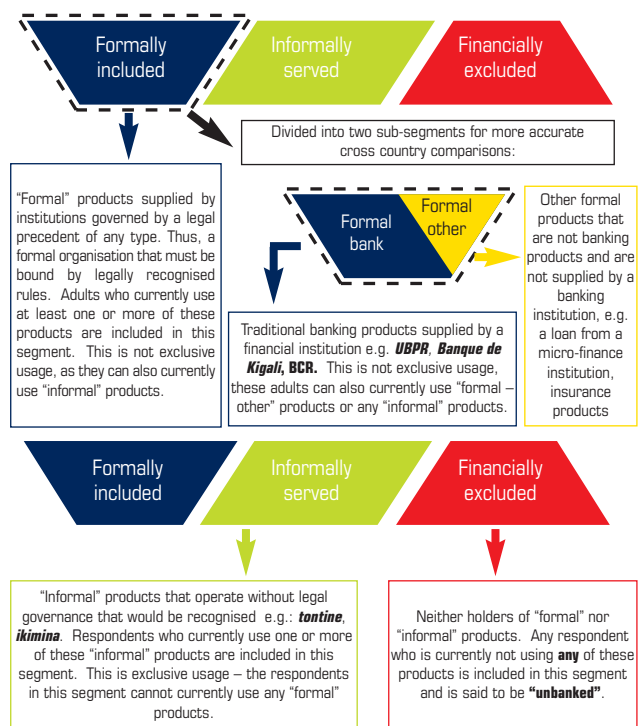 Formally
included
Informally
served
Financially
excluded
Divided into two sub-segments for more accurate
cross country comparisons:
“Formal” products supplied by
institutions governed by a legal
precedent of any type. Thus, a
formal organisation that must be
bound by legally recognised
rules. Adults who currently use
at least one or more of these
products are included in this
segment. This is not exclusive
usage, as they can also currently
use “informal” products.
Formal
bank
Formal
other
Other formal
products that
are not banking
products and are
not supplied by a
banking
institution, e.g.
a loan from a
micro-finance
institution,
insurance
products
Traditional banking products supplied by a
financial institution e.g. UBPR, Banque de
Kigali, BCR. This is not exclusive usage,
these adults can also currently use “formal –
other” products or any “informal” products.
Formally
included
Informally
served
Financially
excluded
“Informal” products that operate without legal
governance that would be recognised e.g.: tontine,
ikimina. Respondents who currently use one or more
of these “informal” products are included in this
segment. This is exclusive usage – the respondents
in this segment cannot currently use any “formal”
products.
Neither holders of “formal” nor
“informal” products. Any respondent
who is currently not using any of these
products is included in this segment
and is said to be “unbanked”.